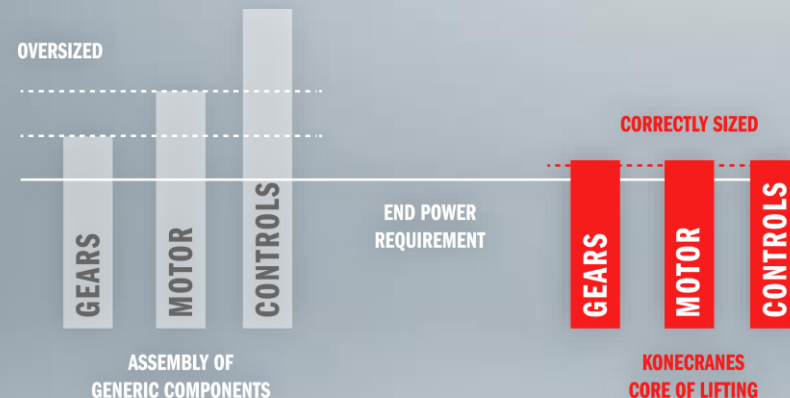 OVERSIZED
GEARS
MOTOR
CONTROLS
ASSEMBLY OF
GENERIC COMPONENTS
END POWER
REQUIREMENT
CORRECTLY SIZED
GEARS
MOTOR
CONTROLS
KONECRANES
CORE OF LIFTING